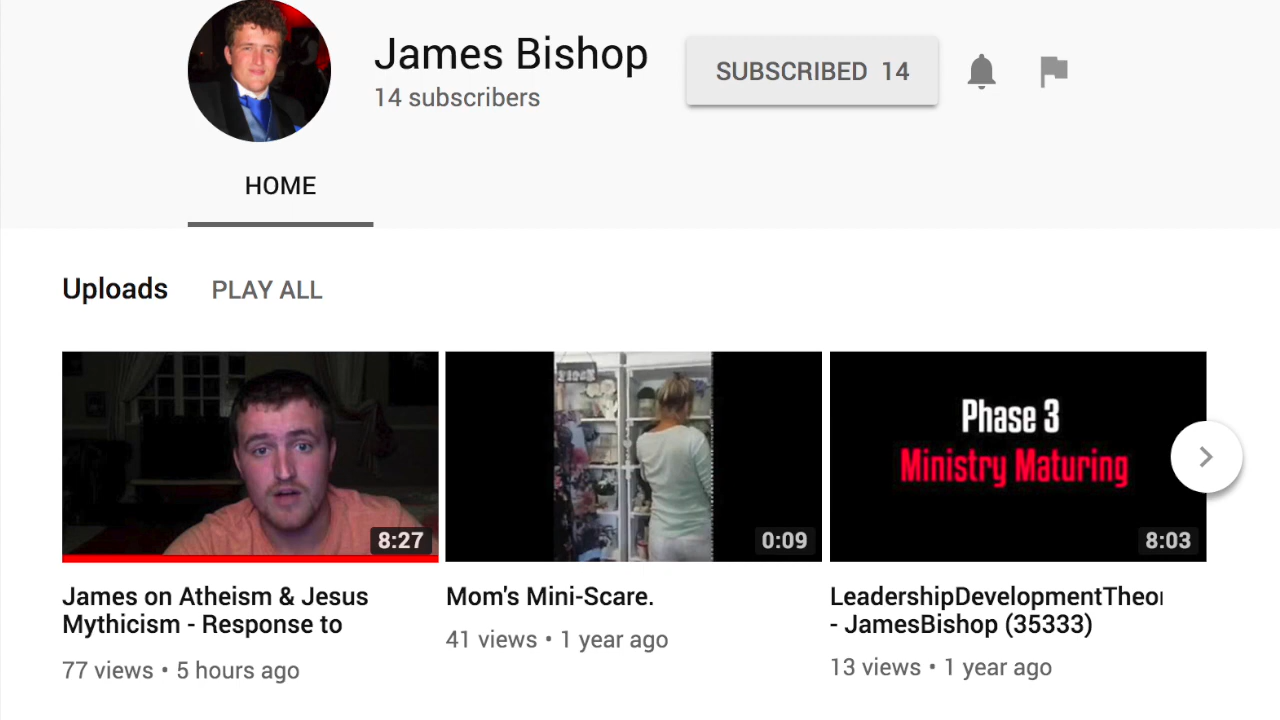 James Bishop
14 subscribers
SUBSCRIBED 14
HOME
Uploads PLAY ALL
8:27
0:09
Phase 3
Ministry Maturing
8:03
James on Atheism & Jesus
Mythicism - Response to
77 views • 5 hours ago
Mom's Mini-Scare.
41 views • 1 year ago
LeadershipDevelopmentTheor
- JamesBishop (35333)
13 views • 1 year ago